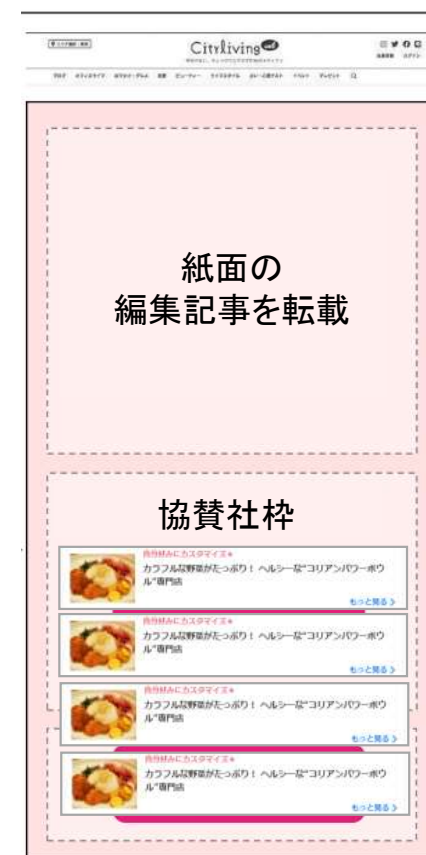 Cityliving web
紙面の
編集記事を転載
協賛社枠
自分好みにカスタマイズ★
カラフルな野菜がたっぷり！ ヘルシーな“コリアンパワーボウ
ル”専門店
もっと見る >
自分好みにカスタマイズ★
カラフルな野菜がたっぷり！ ヘルシーな“コリアンパワーボウ
ル”専門店
もっと見る >
自分好みにカスタマイズ★
カラフルな野菜がたっぷり！ ヘルシーな“コリアンパワーボウ
ル”専門店
もっと見る >
自分好みにカスタマイズ★
カラフルな野菜がたっぷり！ ヘルシーな“コリアンパワーボウ
ル”専門店
もっと見る >